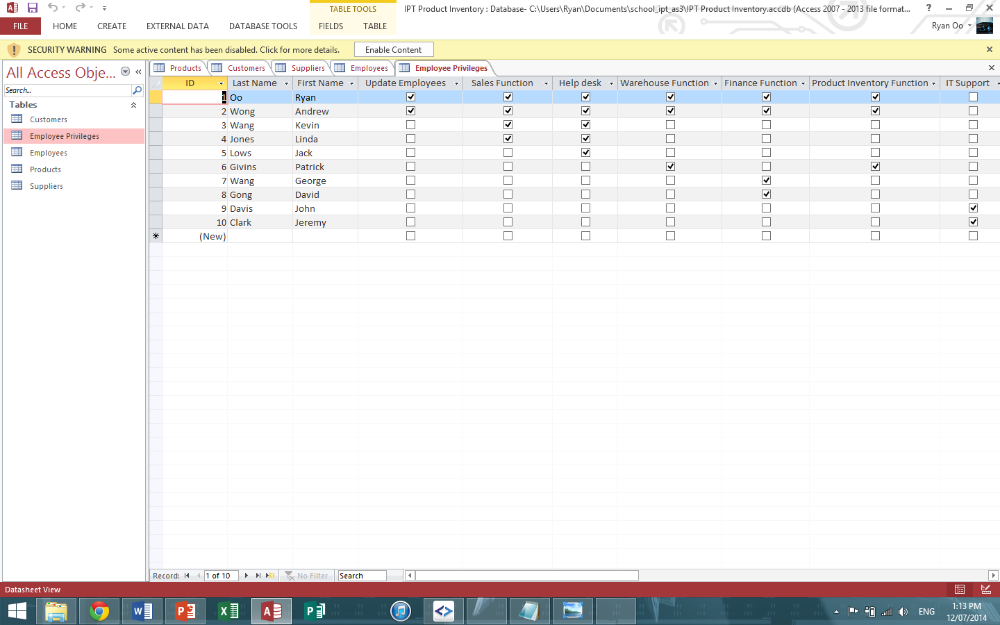 TABLE TOOLS
IPT Product Inventory : Database- C:\Users\Ryan\Documents\school_ipt_as3\IPT Product Inventory.accdb (Access 2007 - 2013 file format...
FILE HOME CREATE EXTERNAL DATA DATABASE TOOLS FIELDS TABLE Ryan Oo
SECURITY WARNING Some active content has been disabled. Click for more details. Enable Content
All Access Obje...
Search...
Tables
Customers
Employee Privileges
Employees
Products
Suppliers
Products Customers Suppliers Employees Employee Privileges
ID Last Name First Name Update Employees Sales Function Help desk Warehouse Function Finance Function Product Inventory Function IT Support
1 Oo Ryan
2 Wong Andrew
3 Wang Kevin
4 Jones Linda
5 Lows Jack
6 Givins Patrick
7 Wang George
8 Gong David
9 Davis John
10 Clark Jeremy
(New)
Record: 1 of 10 No Filter Search
Datasheet View
ENG 1:13 PM
12/07/2014